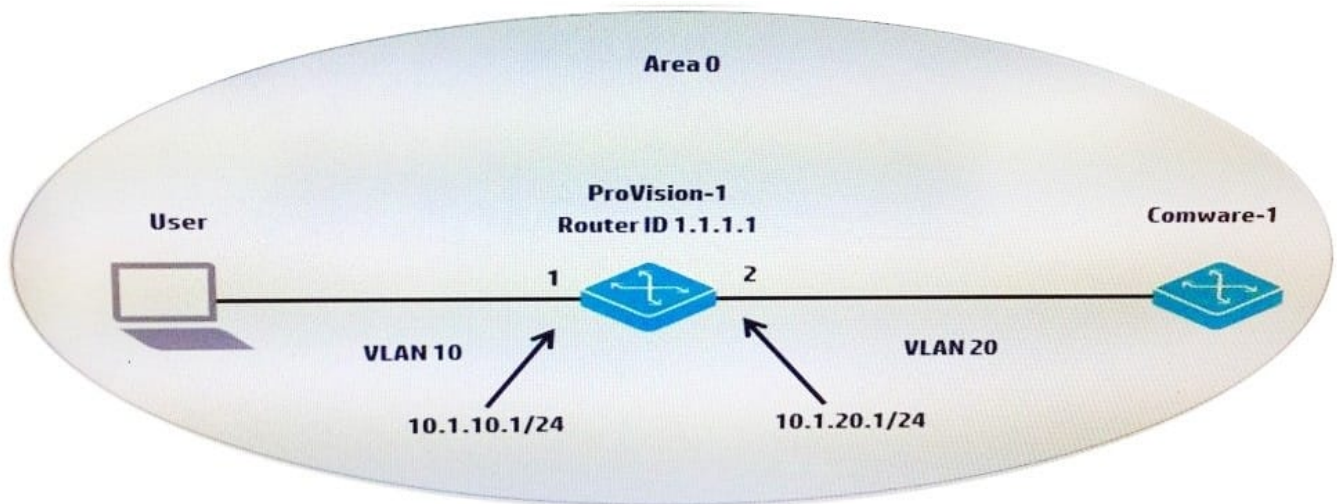 Area 0
ProVision-1
Router ID 1.1.1.1
User
Comware-1
1
2
VLAN 10
VLAN 20
10.1.10.1/24
10.1.20.1/24